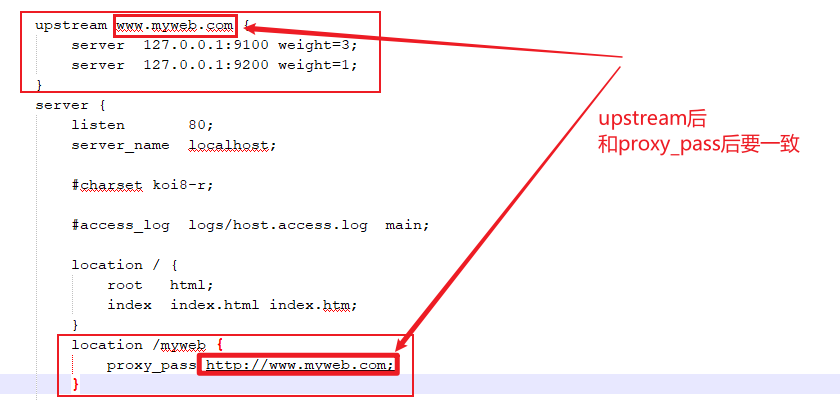 upstream www.myweb.com {
server 127.0.0.1:9100 weight=3;
server 127.0.0.1:9200 weight=1;
}
server {
listen 80;
server_name localhost;
#charset koi8-r;
#access_log logs/host.access.log main;
location / {
root html;
index index.html index.htm;
}
location /myweb {
proxy_pass http://www.myweb.com;
}
upstream后
和proxy_pass后要一致